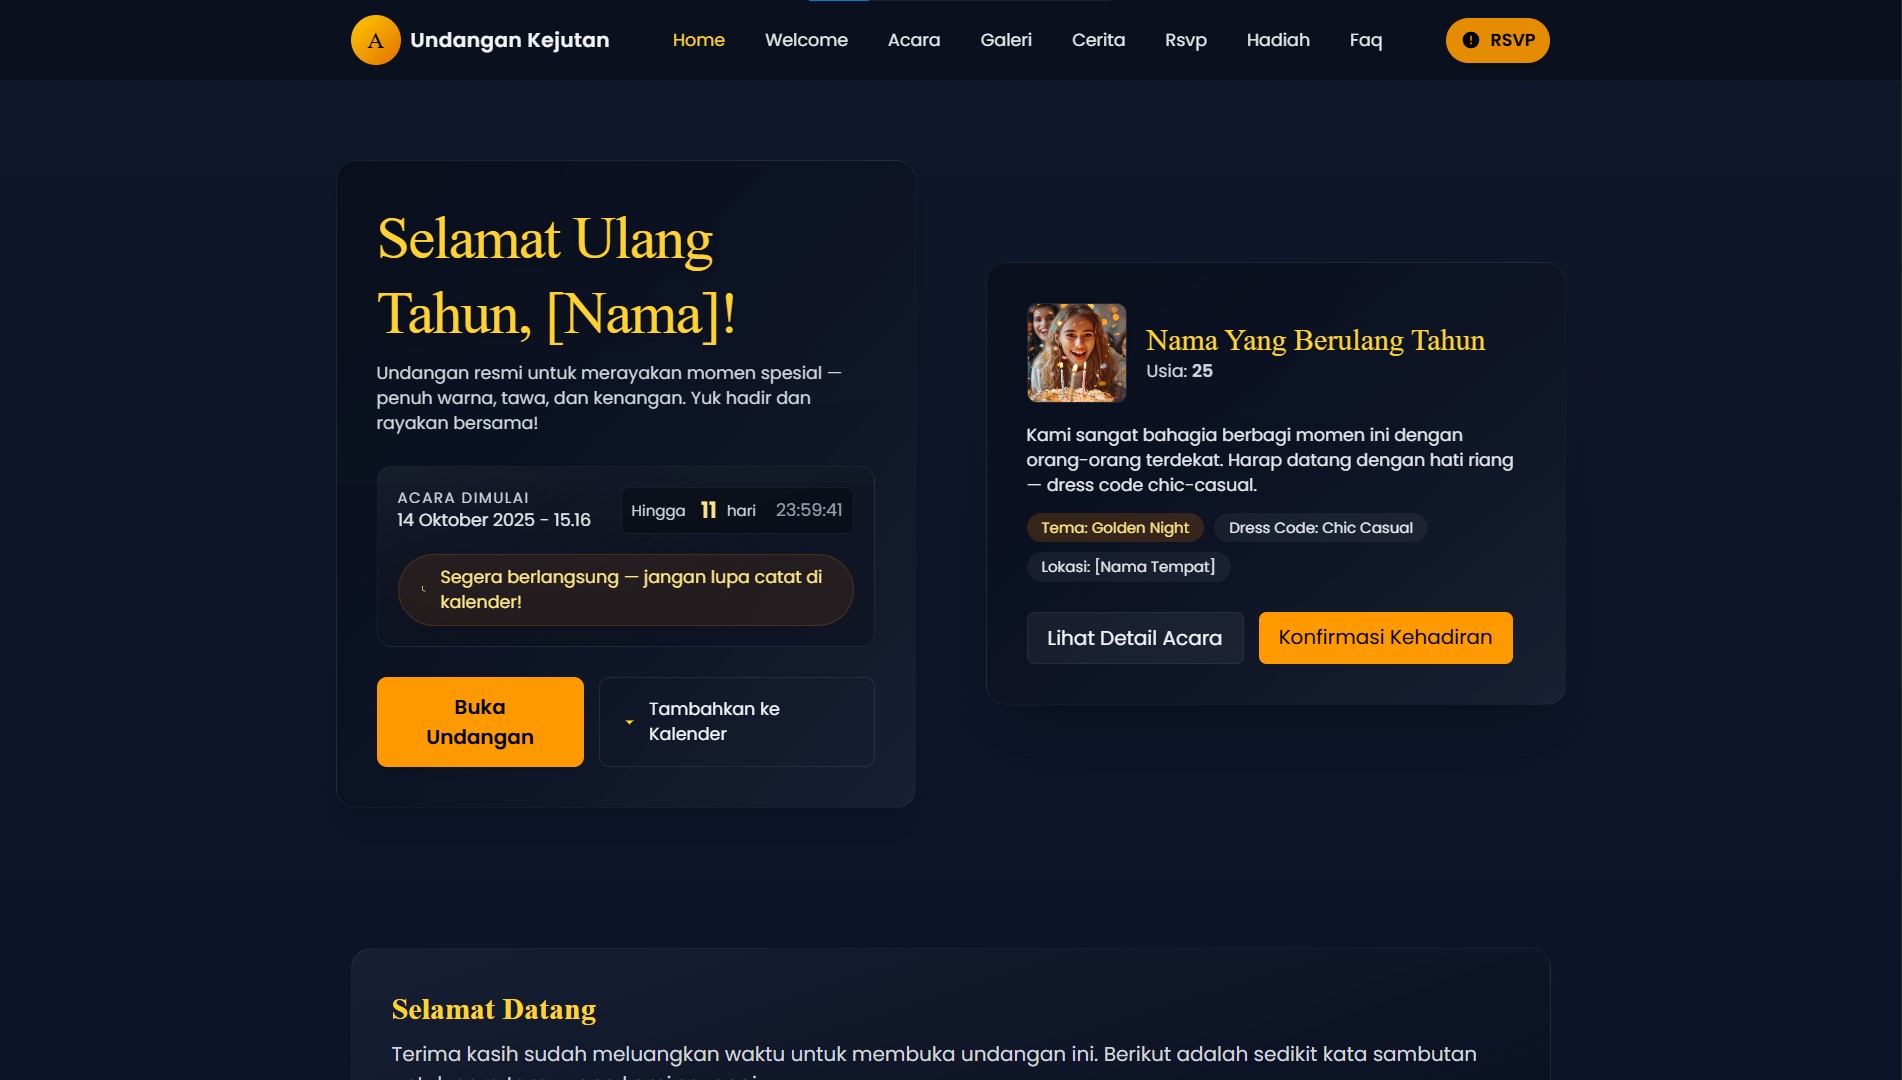 A Undangan Kejutan Home Welcome Acara Galeri Cerita Rsvp Hadiah Faq RSVP
Selamat Ulang
Tahun, [Nama]!
Undangan resmi untuk merayakan momen spesial —
penuh warna, tawa, dan kenangan. Yuk hadir dan
rayakan bersama!
ACARA DIMULAI
14 Oktober 2025 - 15.16
Hingga 11 hari 23:59:41
Segera berlangsung — jangan lupa catat di
kalender!
Buka
Undangan
Tambahkan ke
Kalender
Nama Yang Berulang Tahun
Usia: 25
Kami sangat bahagia berbagi momen ini dengan
orang-orang terdekat. Harap datang dengan hati riang
— dress code chic-casual.
Tema: Golden Night Dress Code: Chic Casual
Lokasi: [Nama Tempat]
Lihat Detail Acara Konfirmasi Kehadiran
Selamat Datang
Terima kasih sudah meluangkan waktu untuk membuka undangan ini. Berikut adalah sedikit kata sambutan